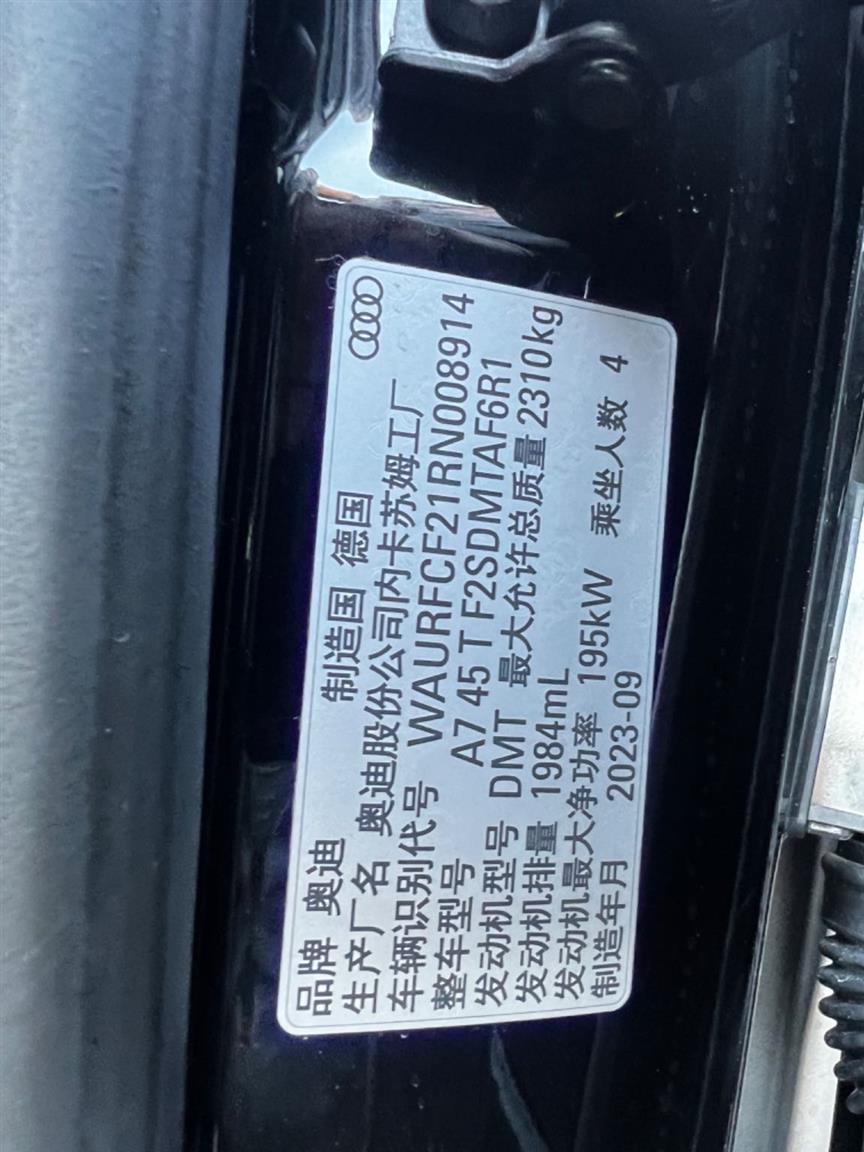 品牌 奥迪 制造国 德国
生产厂名 奥迪股份公司内卡苏姆工厂
车辆识别代号 WAURFCF21RN008914
整车型号 A7 45 T F2SDMTAF6R1
发动机型号 DMT 最大允许总质量 2310kg
发动机排量 1984mL
发动机最大净功率 195kW 乘坐人数 4
制造年月 2023-09